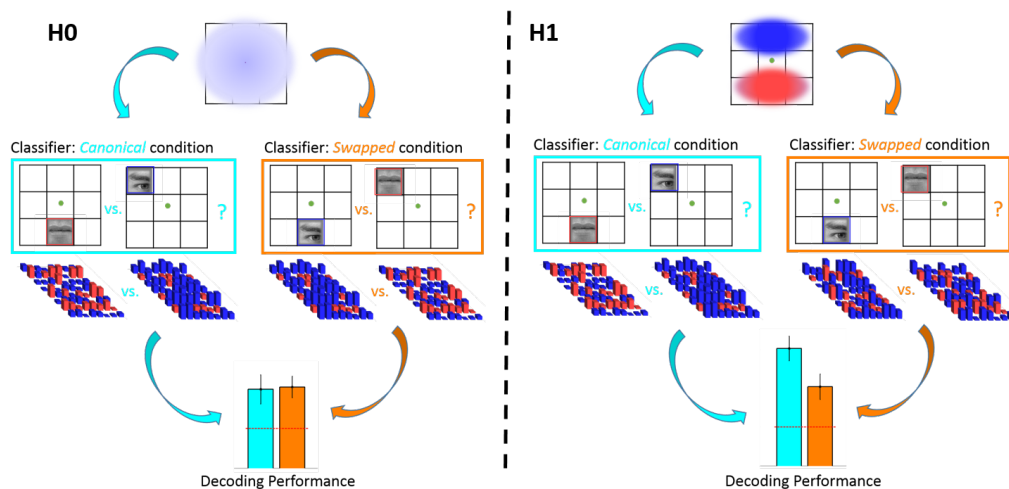 H0
Classifier: Canonical condition
vs.
?
Classifier: Swapped condition
vs.
?
vs.
vs.
Decoding Performance
H1
Classifier: Canonical condition
vs.
?
Classifier: Swapped condition
vs.
?
vs.
vs.
Decoding Performance